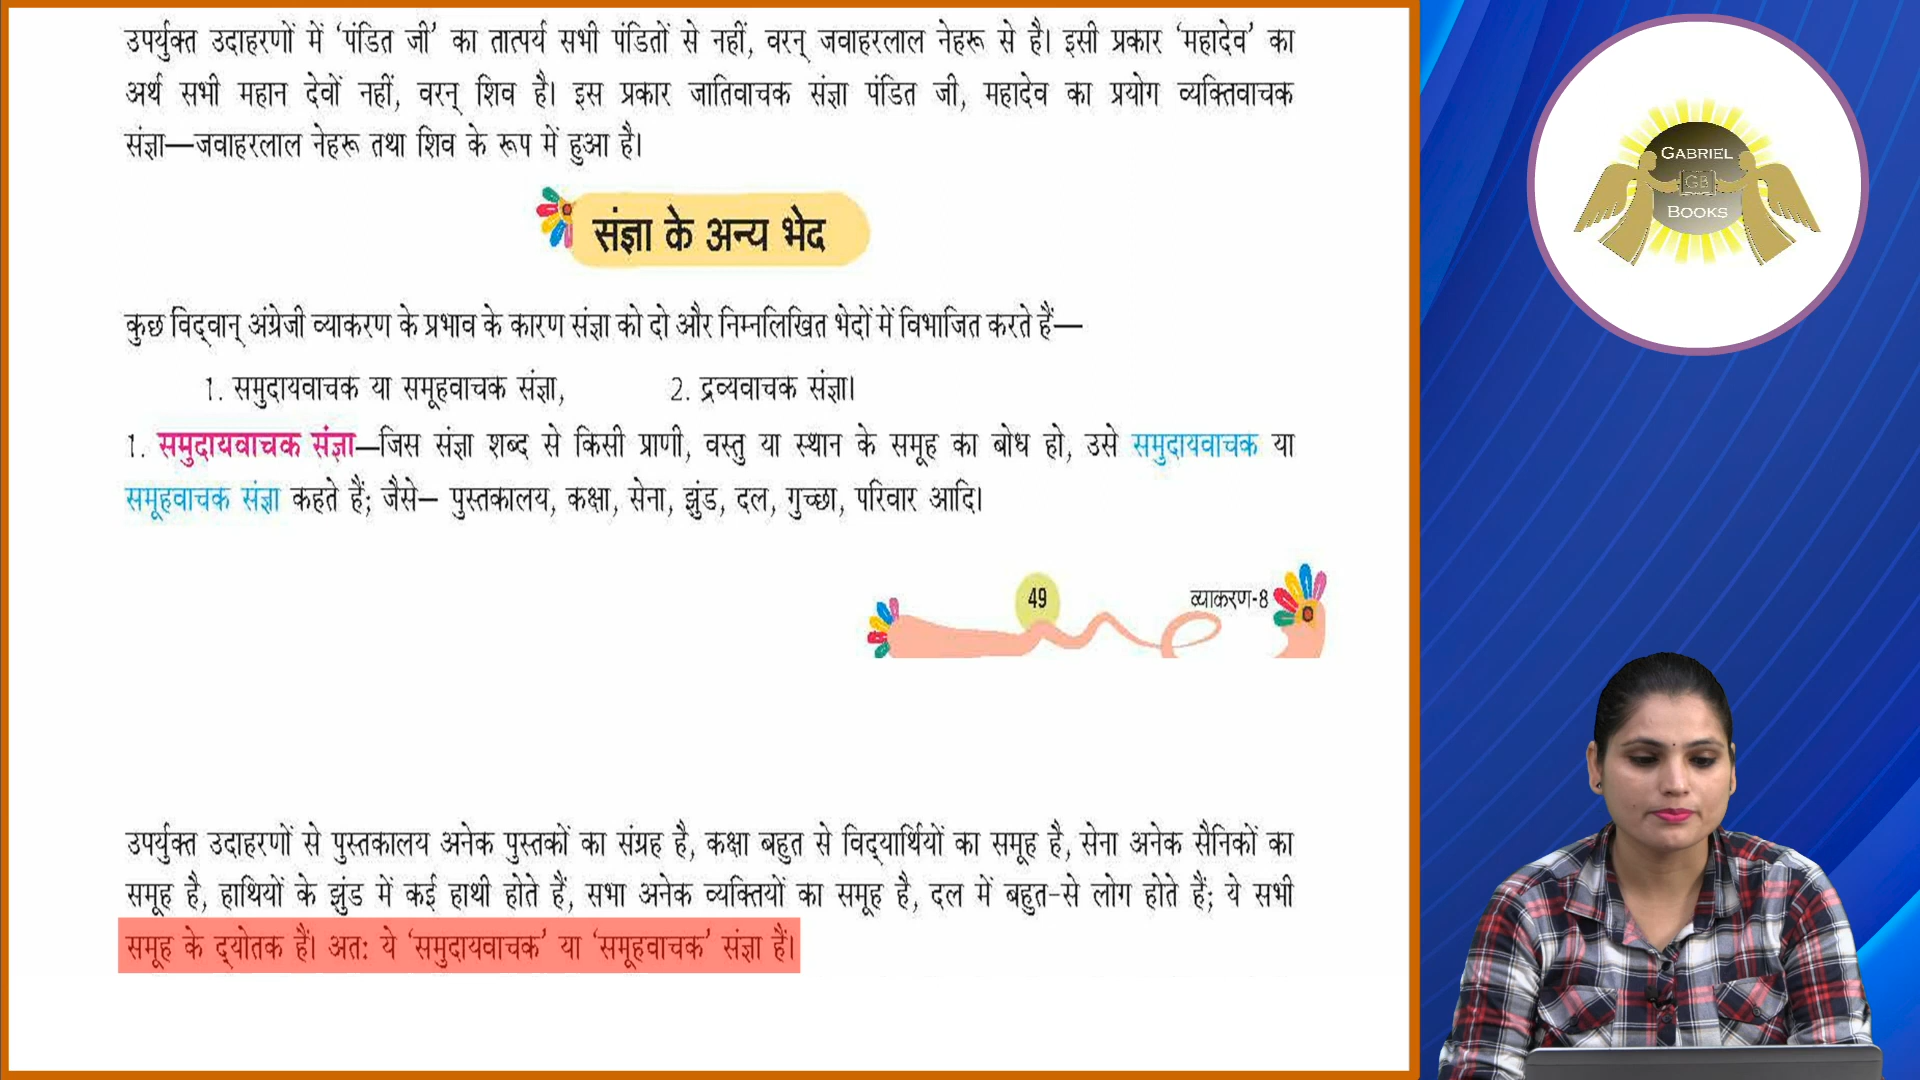 उपर्युक्त उदाहरणों में ‘पंडित जी’ का तात्पर्य सभी पंडितों से नहीं, वरन् जवाहरलाल नेहरू से है। इसी प्रकार ‘महादेव’ का
अर्थ सभी महान देवों नहीं, वरन् शिव है। इस प्रकार जातिवाचक संज्ञा पंडित जी, महादेव का प्रयोग व्यक्तिवाचक
संज्ञा—जवाहरलाल नेहरू तथा शिव के रूप में हुआ है।
संज्ञा के अन्य भेद
कुछ विद्‌वान् अंग्रेजी व्याकरण के प्रभाव के कारण संज्ञा को दो और निम्नलिखित भेदों में विभाजित करते हैं—
1. समुदायवाचक या समूहवाचक संज्ञा, 2. द्रव्यवाचक संज्ञा।
1. समुदायवाचक संज्ञा—जिस संज्ञा शब्द से किसी प्राणी, वस्तु या स्थान के समूह का बोध हो, उसे समुदायवाचक या
समूहवाचक संज्ञा कहते हैं; जैसे— पुस्तकालय, कक्षा, सेना, झुंड, दल, गुच्छा, परिवार आदि।
49
व्याकरण-8
उपर्युक्त उदाहरणों से पुस्तकालय अनेक पुस्तकों का संग्रह है, कक्षा बहुत से विद्‌यार्थियों का समूह है, सेना अनेक सैनिकों का
समूह है, हाथियों के झुंड में कई हाथी होते हैं, सभा अनेक व्यक्तियों का समूह है, दल में बहुत-से लोग होते हैं; ये सभी
समूह के द्‌योतक हैं। अतः ये ‘समुदायवाचक’ या ‘समूहवाचक’ संज्ञा हैं।
GABRIEL
GB
BOOKS